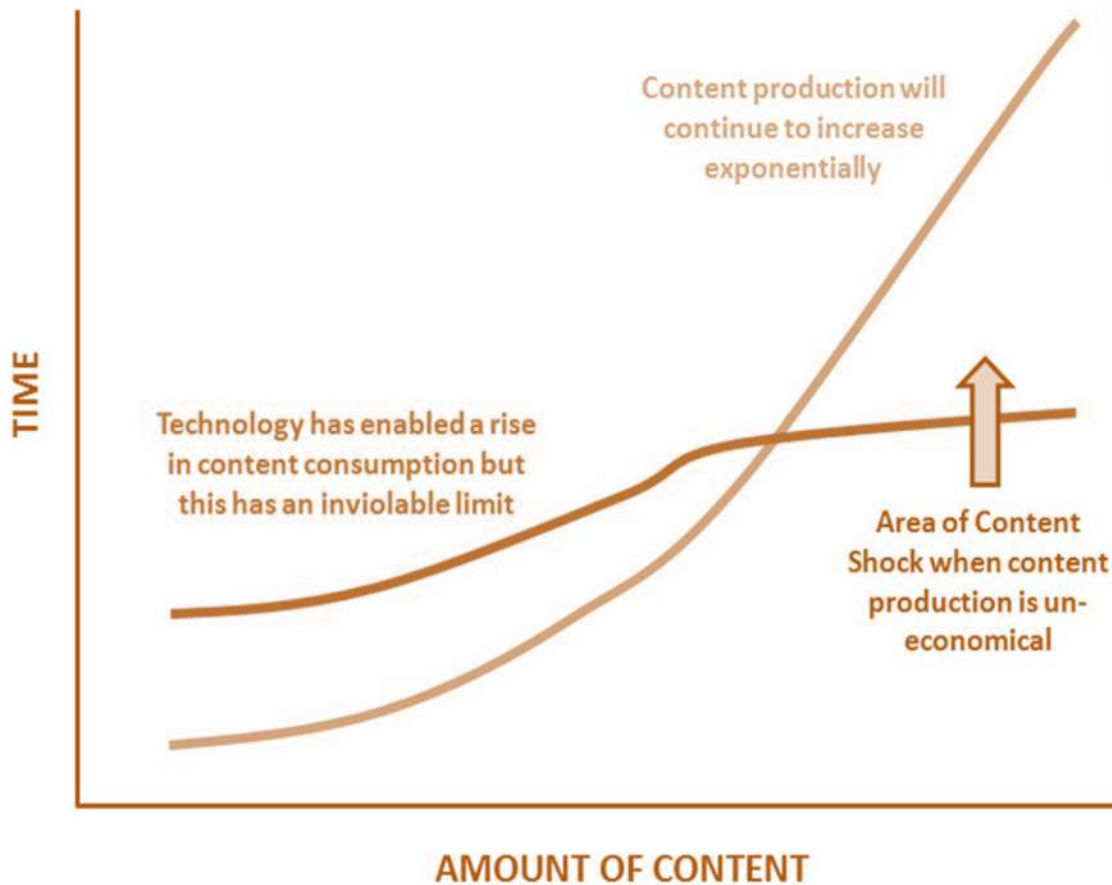 Content production will
continue to increase
exponentially
TIME
Technology has enabled a rise
in content consumption but
this has an inviolable limit
Area of Content
Shock when content
production is un-
economical
AMOUNT OF CONTENT